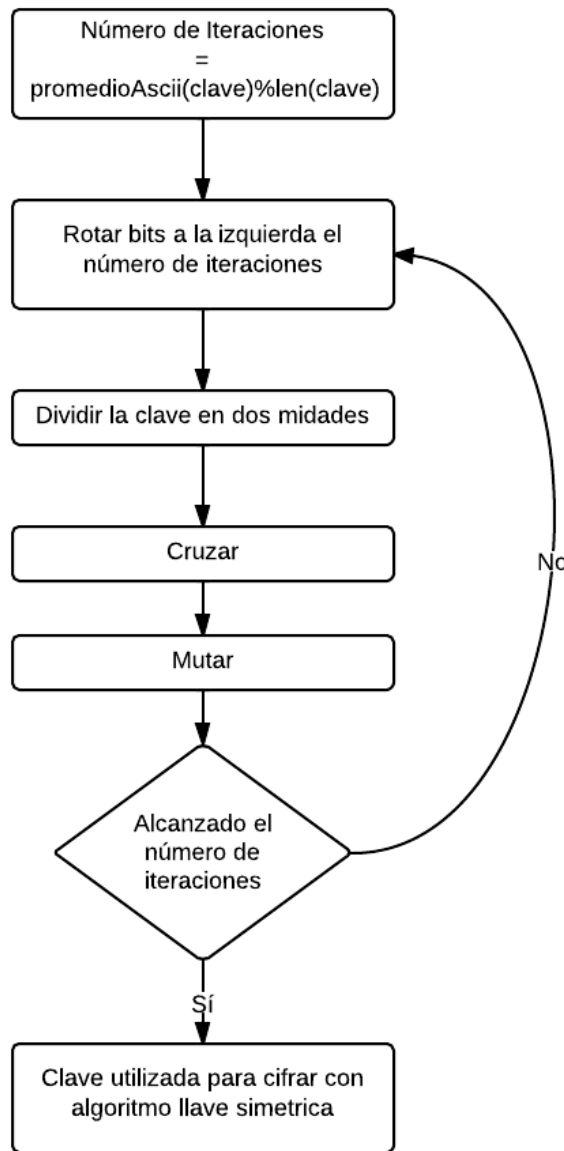 Número de Iteraciones
=
promedioAscii(clave)%len(clave)
Rotar bits a la izquierda el
número de iteraciones
Dividir la clave en dos midades
Cruzar
No
Mutar
Alcanzado el
número de
iteraciones
Sí
Clave utilizada para cifrar con
algoritmo llave simetrica